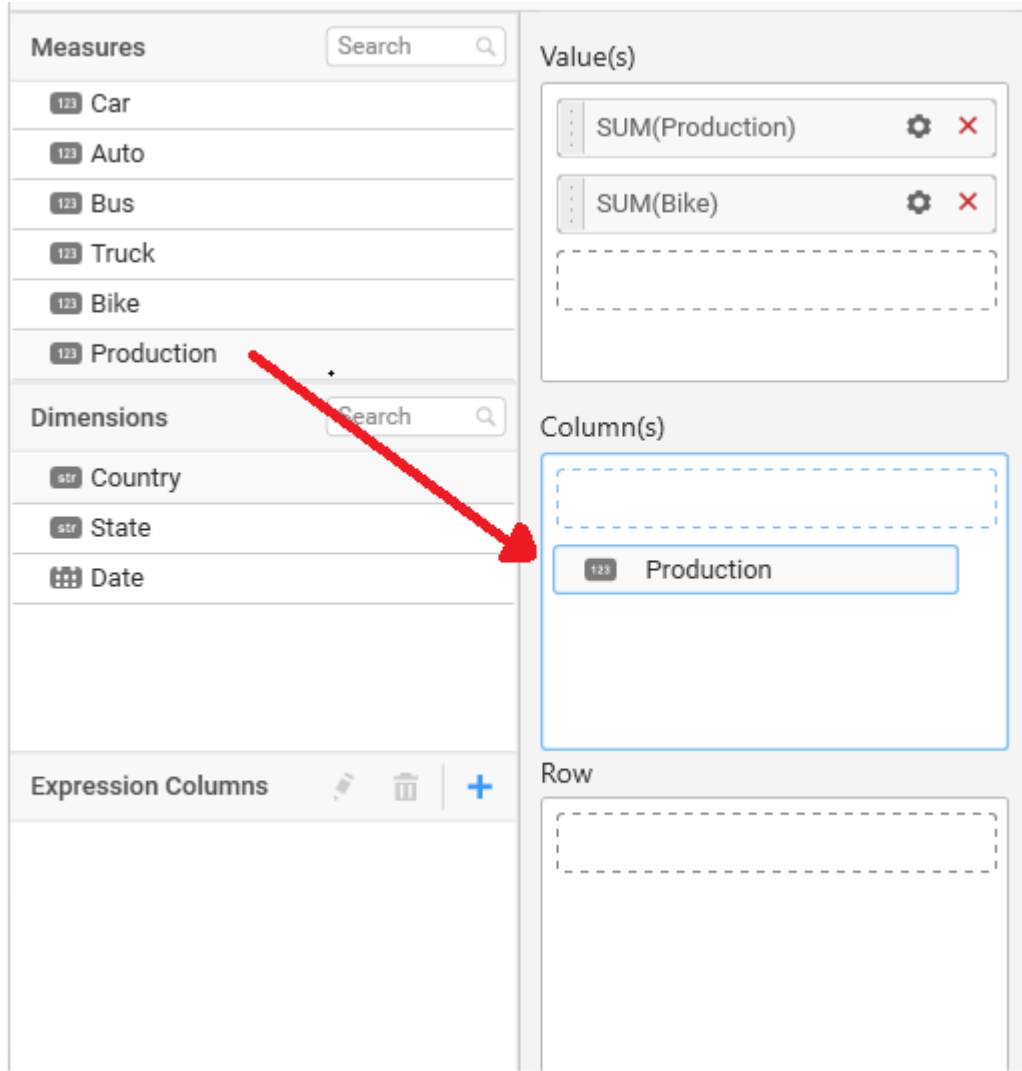 Measures
Search
123 Car
123 Auto
123 Bus
123 Truck
123 Bike
123 Production
Dimensions
Search
str Country
str State
Date
Expression Columns
Value(s)
SUM(Production)
SUM(Bike)
Column(s)
123 Production
Row